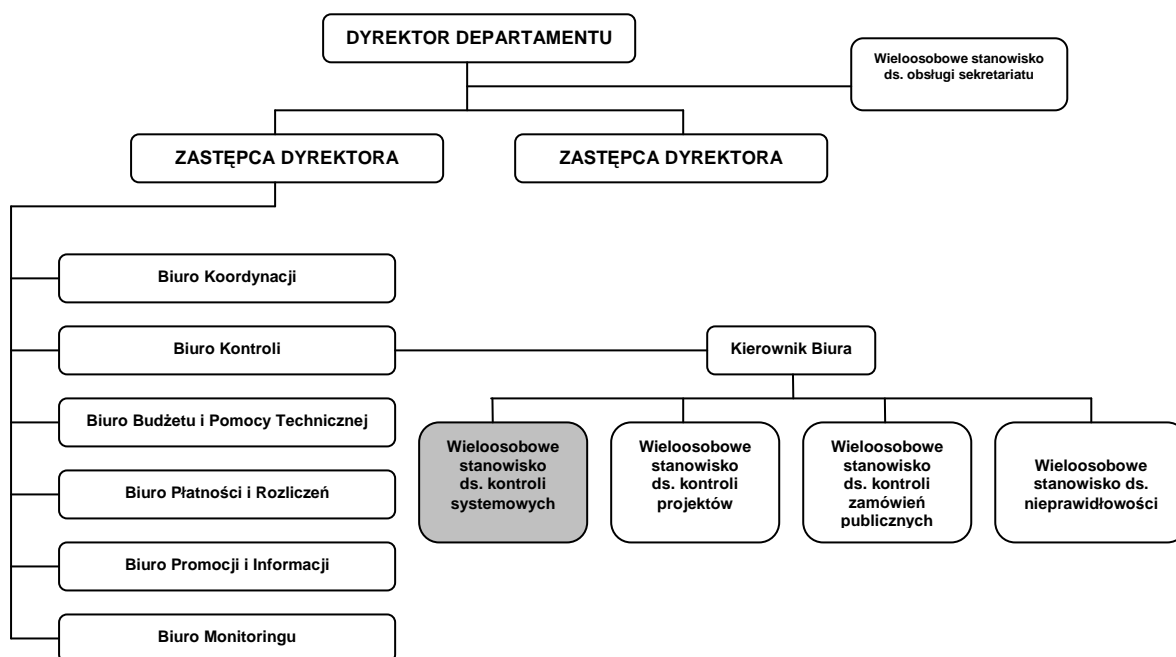 DYREKTOR DEPARTAMENTU
Wieloosobowe stanowisko
ds. obsługi sekretariatu
ZASTĘPCA DYREKTORA
ZASTĘPCA DYREKTORA
Biuro Koordynacji
Biuro Kontroli
Kierownik Biura
Biuro Budżetu i Pomocy Technicznej
Wieloosobowe
stanowisko
ds. kontroli
systemowych
Wieloosobowe
stanowisko
ds. kontroli
projektów
Wieloosobowe
stanowisko
ds. kontroli
zamówień
publicznych
Wieloosobowe
stanowisko ds.
nieprawidłowości
Biuro Płatności i Rozliczeń
Biuro Promocji i Informacji
Biuro Monitoringu